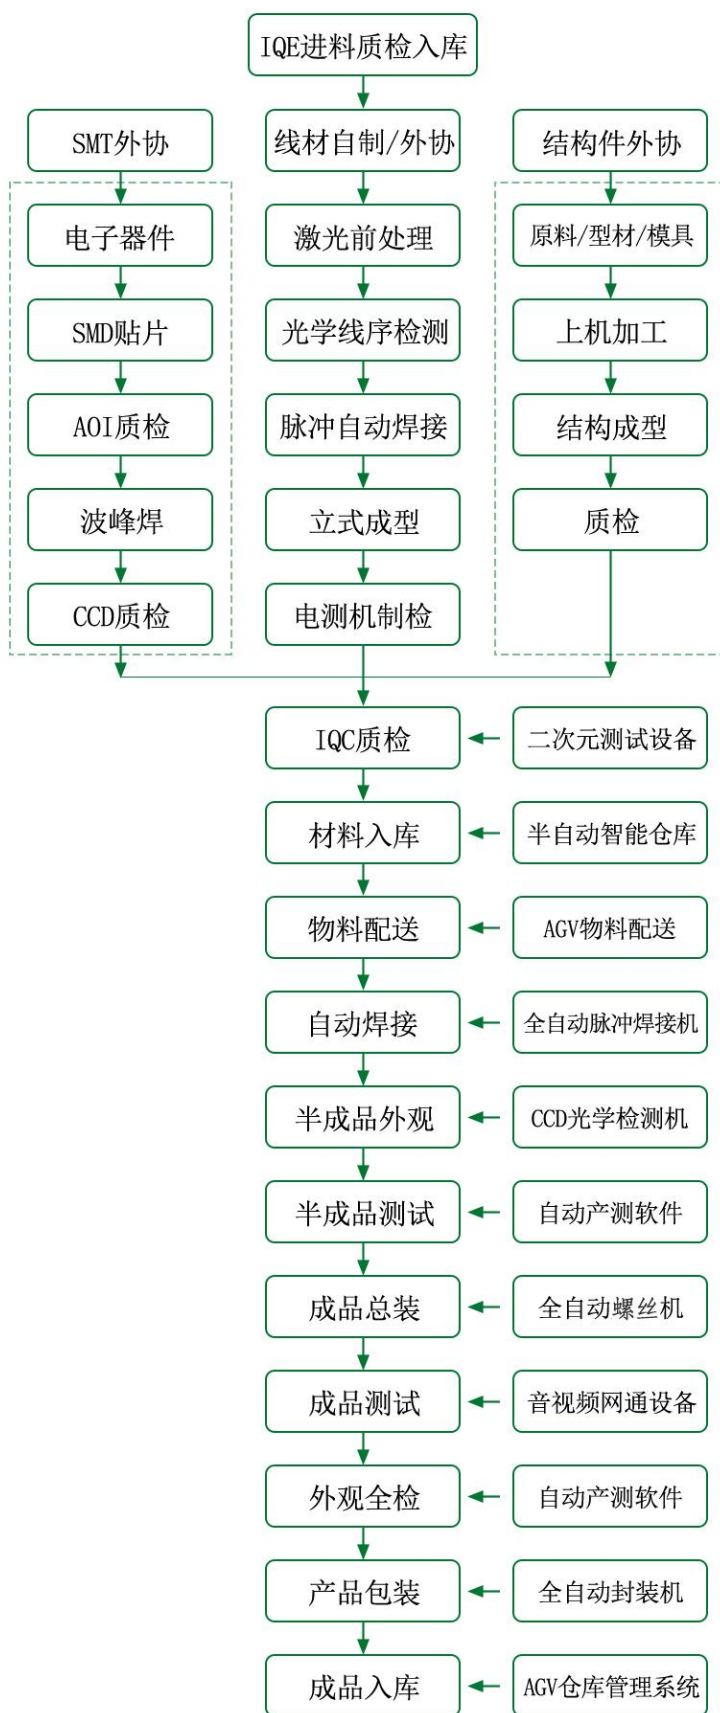 IQE进料质检入库
SMT外协
线材自制/外协
结构件外协
电子器件
激光前处理
原料/型材/模具
SMD贴片
光学线序检测
上机加工
AOI质检
脉冲自动焊接
结构成型
波峰焊
立式成型
质检
CCD质检
电测机制检
IQC质检
二次元测试设备
材料入库
半自动智能仓库
物料配送
AGV物料配送
自动焊接
全自动脉冲焊接机
半成品外观
CCD光学检测机
半成品测试
自动产测软件
成品总装
全自动螺丝机
成品测试
音视频网通设备
外观全检
自动产测软件
产品包装
全自动封装机
成品入库
AGV仓库管理系统